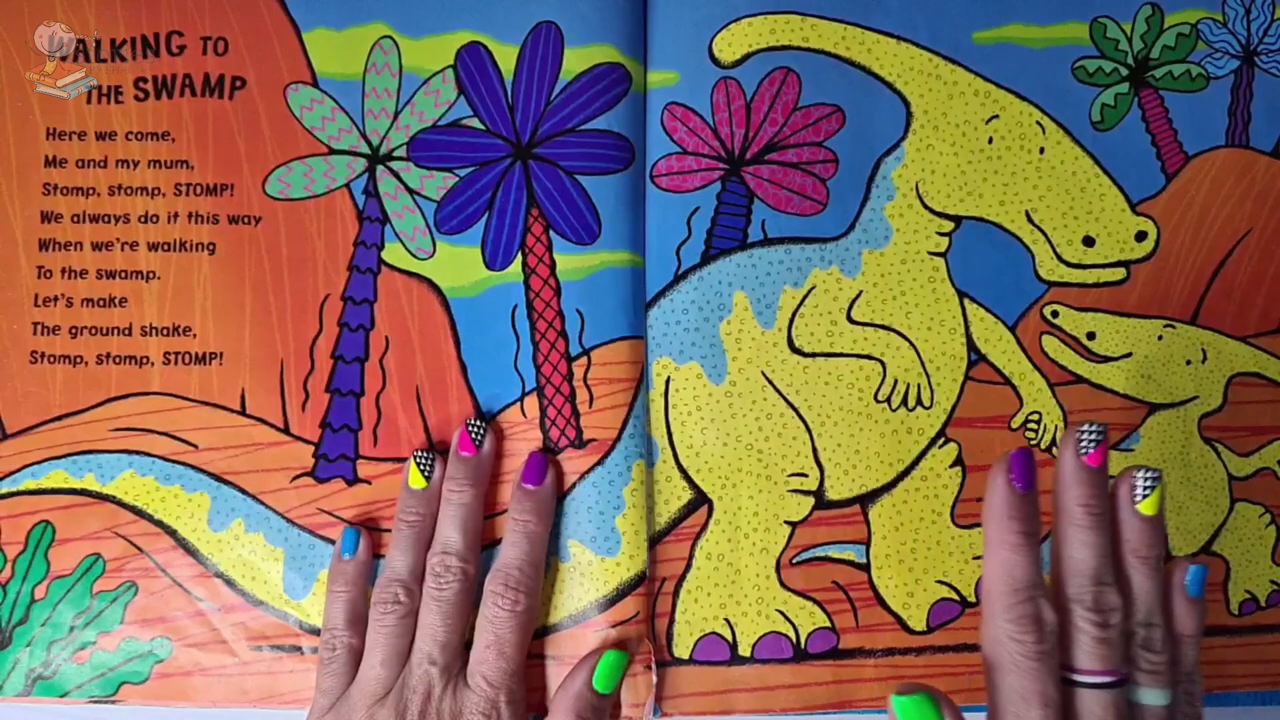 WALKING TO
THE SWAMP
Here we come,
Me and my mum,
Stomp, stomp, STOMP!
We always do it this way
When we're walking
To the swamp.
Let's make
The ground shake,
Stomp, stomp, STOMP!